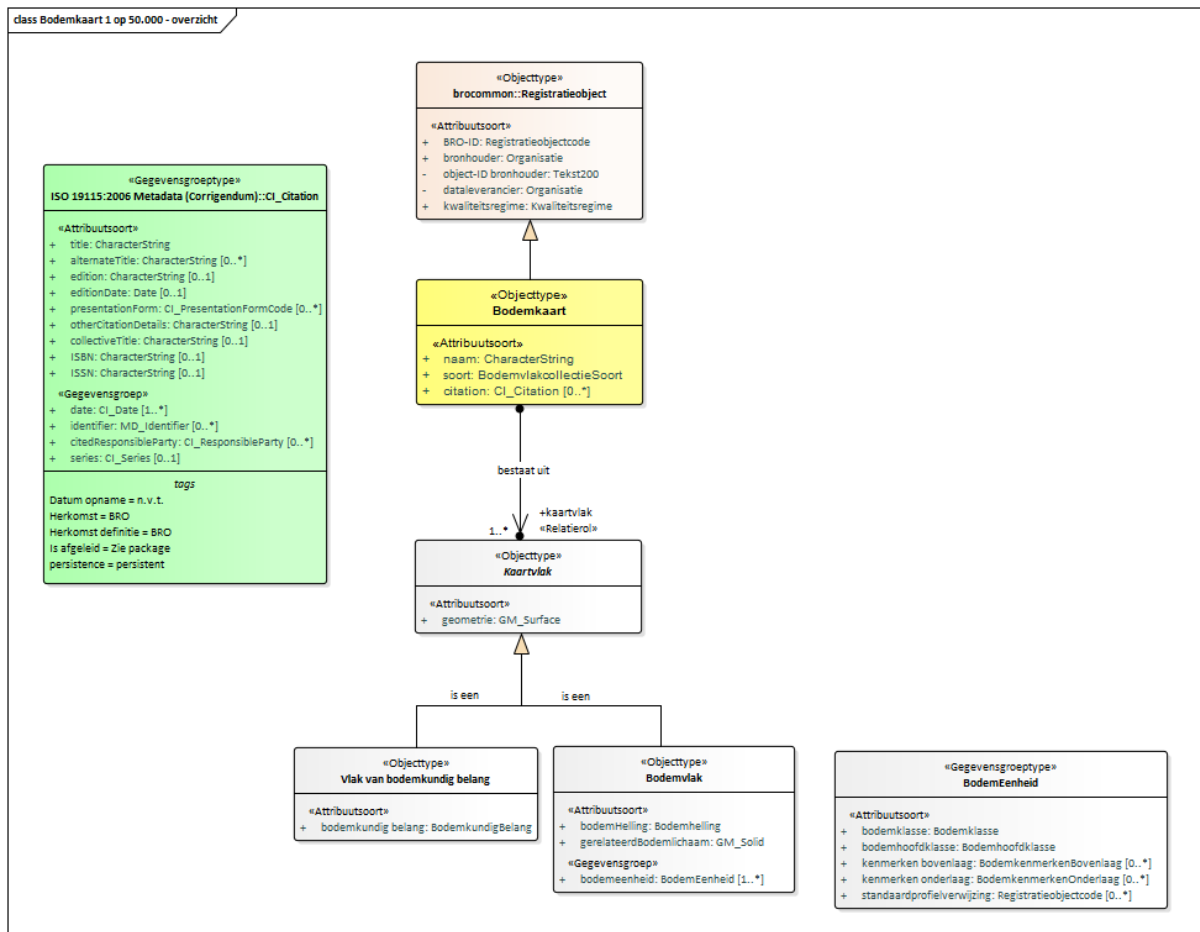 class Bodemkaart 1 op 50.000 - overzicht
«Objecttype»
brocommon::Registratieobject
«Attribuutsoort»
+ BRO-ID: Registratieobjectcode
+ bronhouder: Organisatie
- object-ID bronhouder: Tekst200
- dataleverancier: Organisatie
+ kwaliteitsregime: Kwaliteitsregime
«Gegevensgroeptype»
ISO 19115:2006 Metadata (Corrigendum)::CI_Citation
«Attribuutsoort»
+ title: CharacterString
+ alternateTitle: CharacterString [0..*]
+ edition: CharacterString [0..1]
+ editionDate: Date [0..1]
+ presentationForm: CI_PresentationFormCode [0..*]
+ otherCitationDetails: CharacterString [0..1]
+ collectiveTitle: CharacterString [0..1]
+ ISBN: CharacterString [0..1]
+ ISSN: CharacterString [0..1]
«Gegevensgroep»
+ date: CI_Date [1..*]
+ identifier: MD_Identifier [0..*]
+ citedResponsibleParty: CI_ResponsibleParty [0..*]
+ series: CI_Series [0..1]
tags
Datum opname = n.v.t.
Herkomst = BRO
Herkomst definitie = BRO
Is afgeleid = Zie package
persistence = persistent
«Objecttype»
Bodemkaart
«Attribuutsoort»
+ naam: CharacterString
+ soort: BodemvlakcollectieSoort
+ citation: CI_Citation [0..*]
bestaat uit
+kaartvlak
1..* «Relatierol»
«Objecttype»
Kaartvlak
«Attribuutsoort»
+ geometrie: GM_Surface
is een
is een
«Objecttype»
Vlak van bodemkundig belang
«Attribuutsoort»
+ bodemkundig belang: BodemkundigBelang
«Objecttype»
Bodemvlak
«Attribuutsoort»
+ bodemHelling: Bodemhelling
+ gerelateerdBodemlichaam: GM_Solid
«Gegevensgroep»
+ bodemeenheid: BodemEenheid [1..*]
«Gegevensgroeptype»
BodemEenheid
«Attribuutsoort»
+ bodemklasse: Bodemklasse
+ bodemhoofdklasse: Bodemhoofdklasse
+ kenmerken bovenlaag: BodemkenmerkenBovenlaag [0..*]
+ kenmerken onderlaag: BodemkenmerkenOnderlaag [0..*]
+ standaardprofielverwijzing: Registratieobjectcode [0..*]